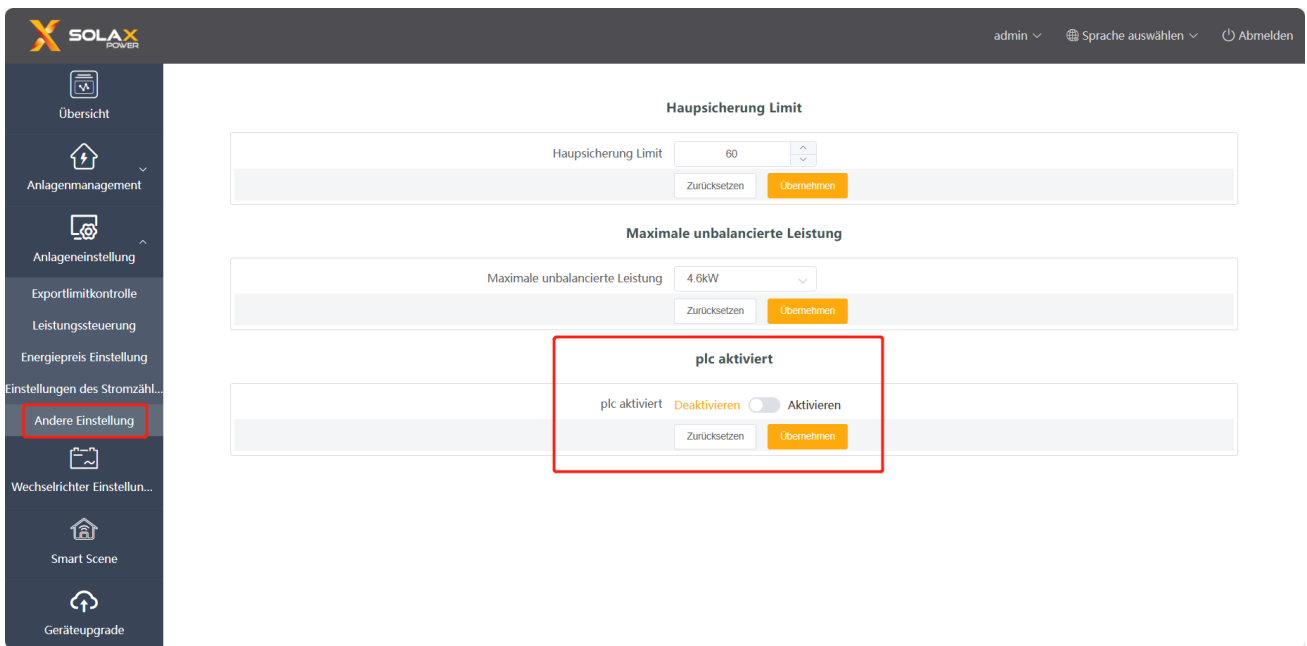 SOLAX
POWER
admin
Sprache auswählen
Abmelden
Übersicht
Anlagenmanagement
Anlageneinstellung
Exportlimitkontrolle
Leistungssteuerung
Energiepreis Einstellung
Einstellungen des Stromzähl...
Andere Einstellung
Wechselrichter Einstellun...
Smart Scene
Geräteupgrade
Haupsicherung Limit
Haupsicherung Limit 60
Zurücksetzen Übernehmen
Maximale unbalancierte Leistung
Maximale unbalancierte Leistung 4.6kW
Zurücksetzen Übernehmen
plc aktiviert
plc aktiviert Deaktivieren Aktivieren
Zurücksetzen Übernehmen